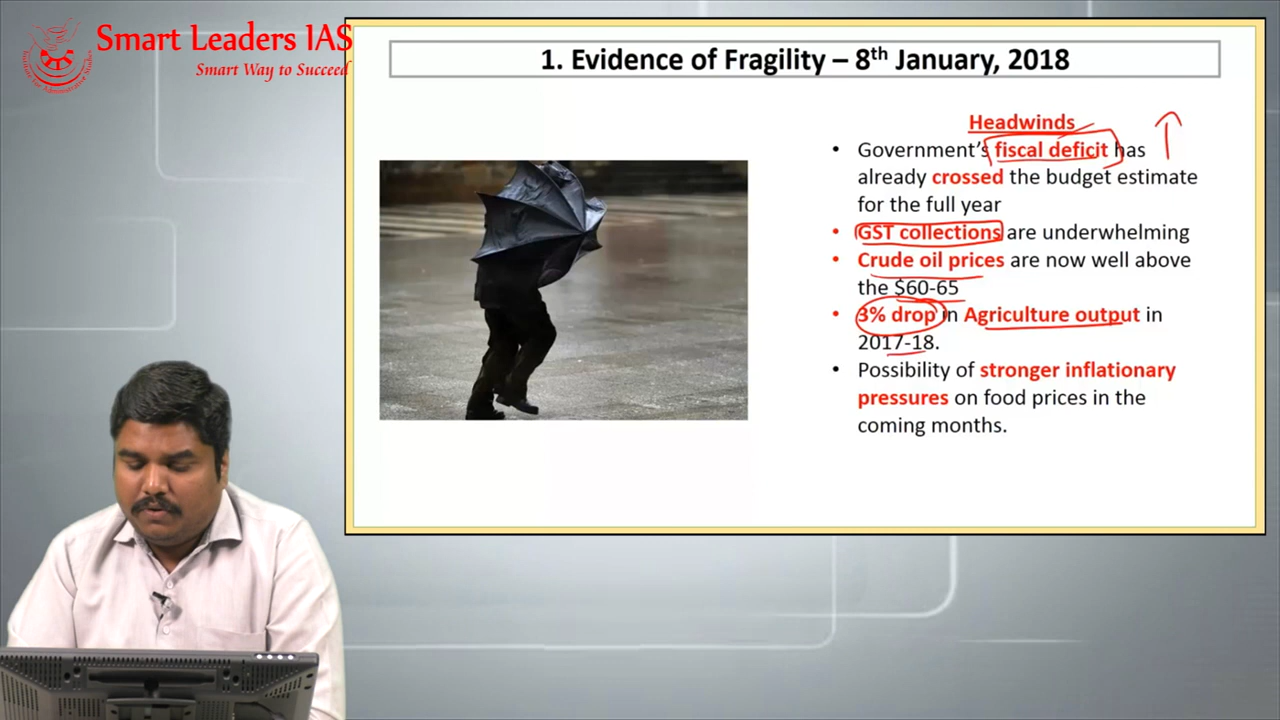 Smart Leaders IAS
Smart Way to Succeed
1. Evidence of Fragility – 8th January, 2018
Headwinds
• Government's fiscal deficit has
already crossed the budget estimate
for the full year
• GST collections are underwhelming
• Crude oil prices are now well above
the $60-65
• 3% drop in Agriculture output in
2017-18.
• Possibility of stronger inflationary
pressures on food prices in the
coming months.